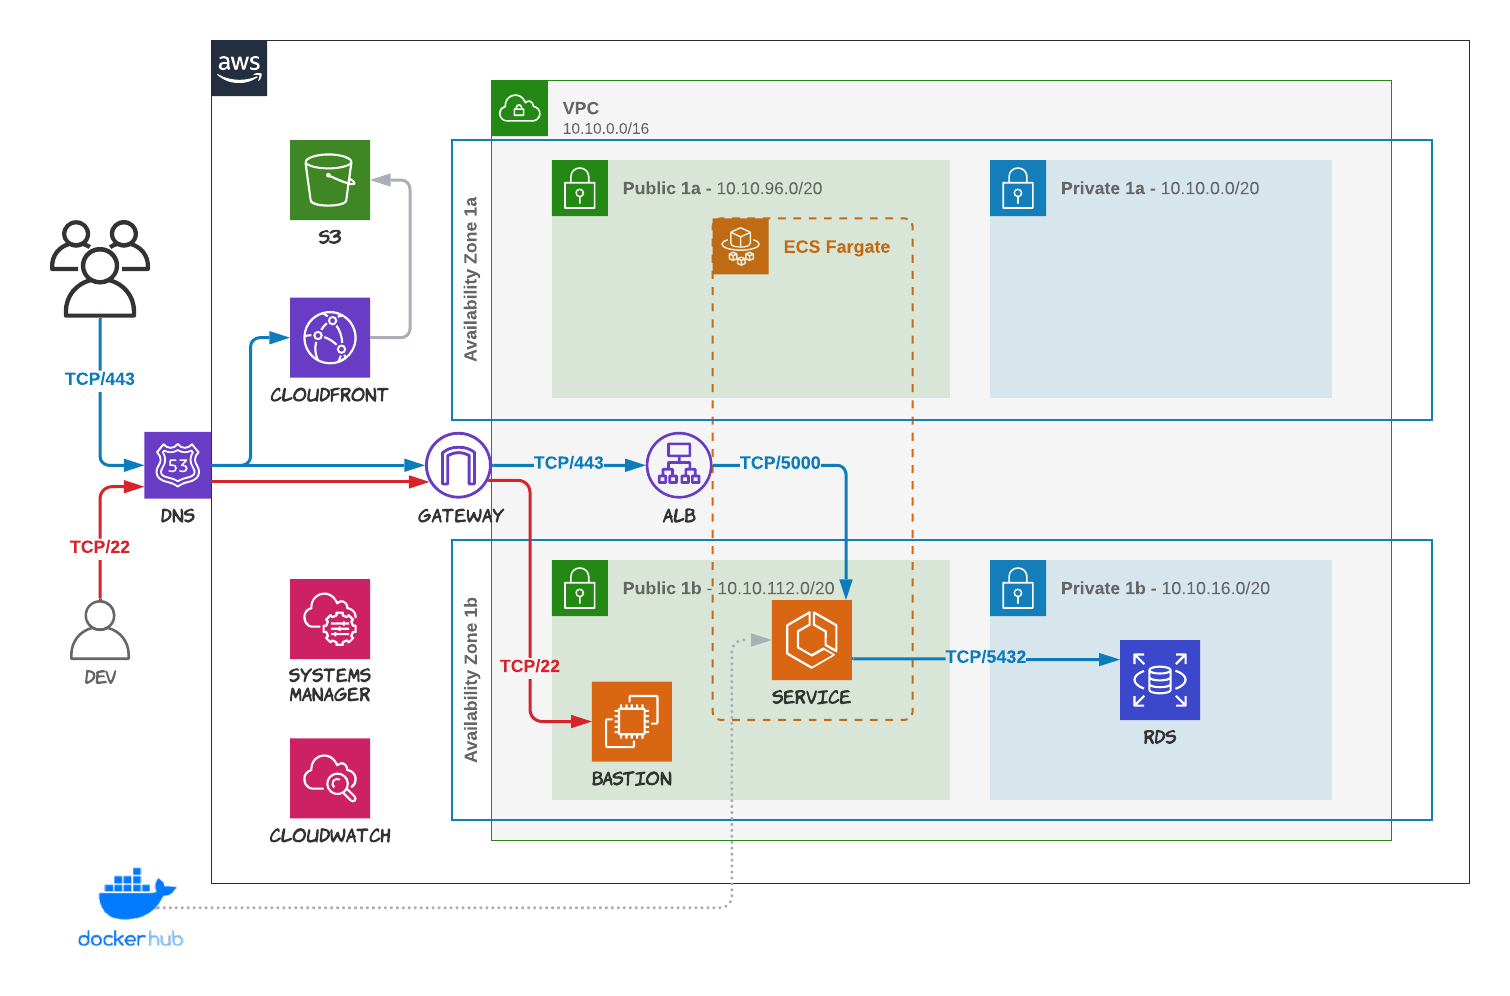 aws
VPC
10.10.0.0/16
Availability Zone 1a
Public 1a - 10.10.96.0/20
Private 1a - 10.10.0.0/20
ECS Fargate
S3
CLOUDFRONT
TCP/443
53
DNS
GATEWAY
TCP/443
ALB
TCP/5000
TCP/22
DEV
SYSTEMS
MANAGER
CLOUDWATCH
Availability Zone 1b
Public 1b - 10.10.112.0/20
Private 1b - 10.10.16.0/20
TCP/22
SERVICE
TCP/5432
RDS
BASTION
docker hub